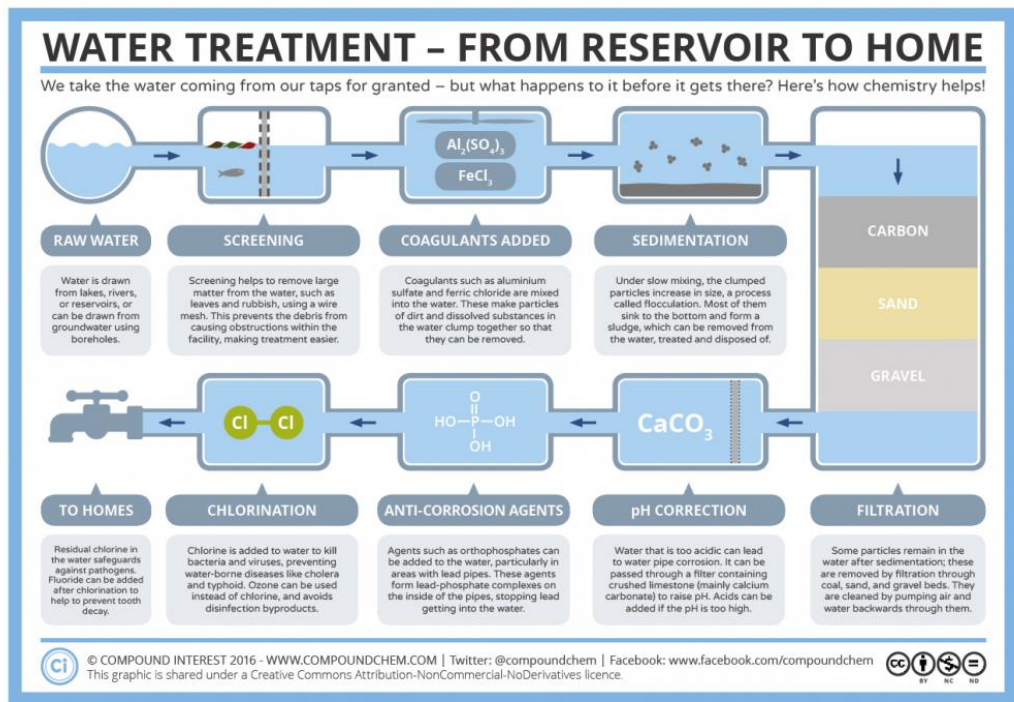 WATER TREATMENT – FROM RESERVOIR TO HOME
We take the water coming from our taps for granted – but what happens to it before it gets there? Here's how chemistry helps!
Al2(SO4)3
FeCl3
CARBON
SAND
GRAVEL
RAW WATER
Water is drawn
from lakes, rivers,
or reservoirs, or
can be drawn from
groundwater using
boreholes.
SCREENING
Screening helps to remove large
matter from the water, such as
leaves and rubbish, using a wire
mesh. This prevents the debris from
causing obstructions within the
facility, making treatment easier.
COAGULANTS ADDED
Coagulants such as aluminium
sulfate and ferric chloride are mixed
into the water. These make particles
of dirt and dissolved substances in
the water clump together so that
they can be removed.
SEDIMENTATION
Under slow mixing, the clumped
particles increase in size, a process
called flocculation. Most of them
sink to the bottom and form a
sludge, which can be removed from
the water, treated and disposed of.
Cl Cl
O
HO P OH
OH
CaCO3
TO HOMES
Residual chlorine in
the water safeguards
against pathogens.
Fluoride can be added
after chlorination to
help to prevent tooth
decay.
CHLORINATION
Chlorine is added to water to kill
bacteria and viruses, preventing
water-borne diseases like cholera
and typhoid. Ozone can be used
instead of chlorine, and avoids
disinfection byproducts.
ANTI-CORROSION AGENTS
Agents such as orthophosphates
can be added to the water, particularly in
areas with lead pipes. These agents
form lead-phosphate complexes on
the inside of the pipes, stopping lead
getting into the water.
pH CORRECTION
Water that is too acidic can lead
to water pipe corrosion. It can be
passed through a filter containing
crushed limestone (mainly calcium
carbonate) to raise pH. Acids can be
added if the pH is too high.
FILTRATION
Some particles remain in the
water after sedimentation; these
are removed by filtration through
coal, sand, and gravel beds. They
are cleaned by pumping air and
water backwards through them.
Ci
© COMPOUND INTEREST 2016 - WWW.COMPOUNDCHEM.COM | Twitter: @compoundchem | Facebook: www.facebook.com/compoundchem
This graphic is shared under a Creative Commons Attribution-NonCommercial-NoDerivatives licence.
cc
BY NC ND